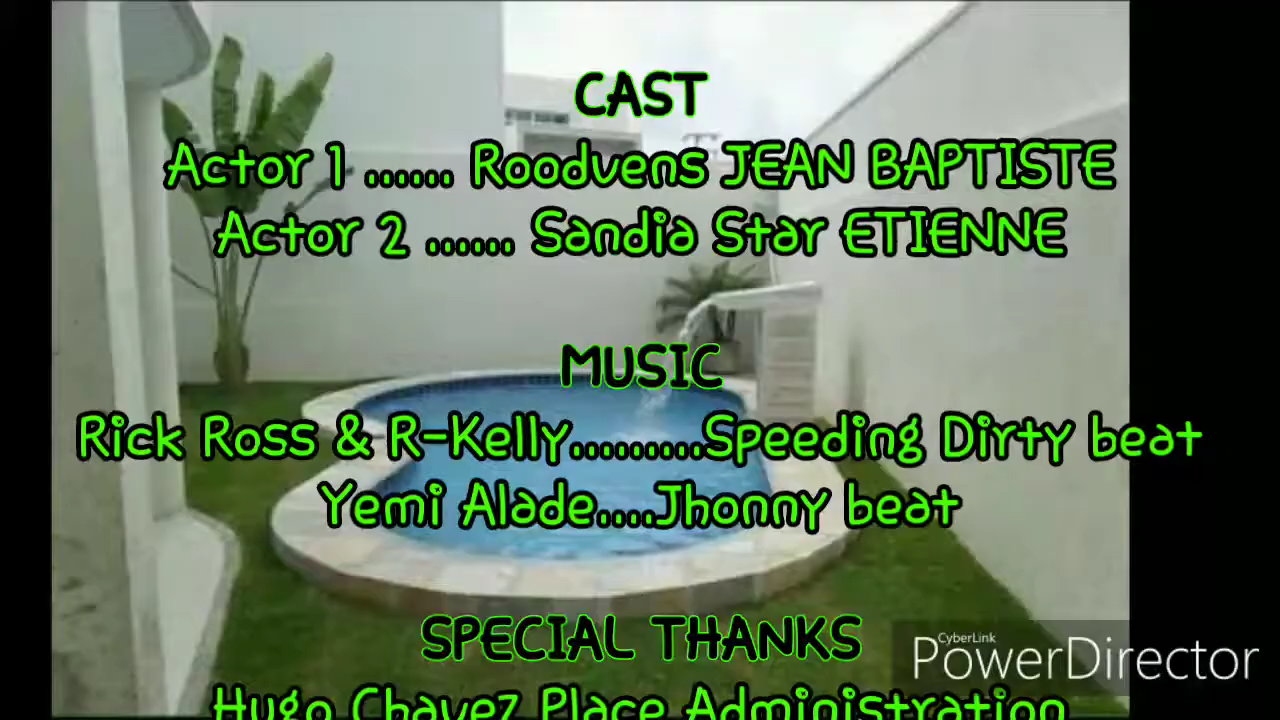 CAST
Actor 1 ...... Roodvens JEAN BAPTISTE
Actor 2 ...... Sandia Star ETIENNE
MUSIC
Rick Ross & R-Kelly.........Speeding Dirty beat
Yemi Alade....Jhonny beat
SPECIAL THANKS
Hugo Chavez Place Administration
CyberLink
PowerDirector